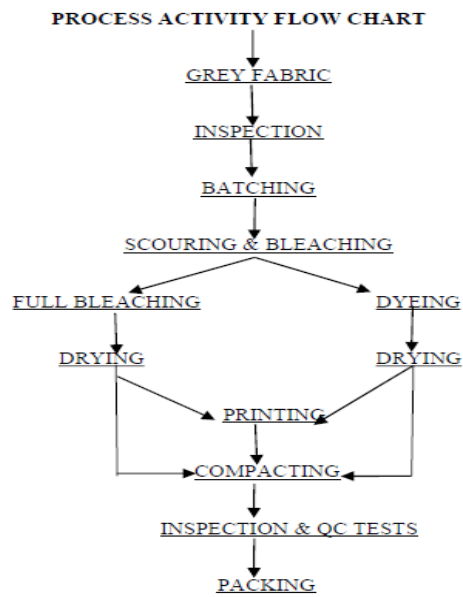 PROCESS ACTIVITY FLOW CHART
GREY FABRIC
INSPECTION
BATCHING
SCOURING & BLEACHING
FULL BLEACHING
DYEING
DRYING
DRYING
PRINTING
COMPACTING
INSPECTION & QC TESTS
PACKING